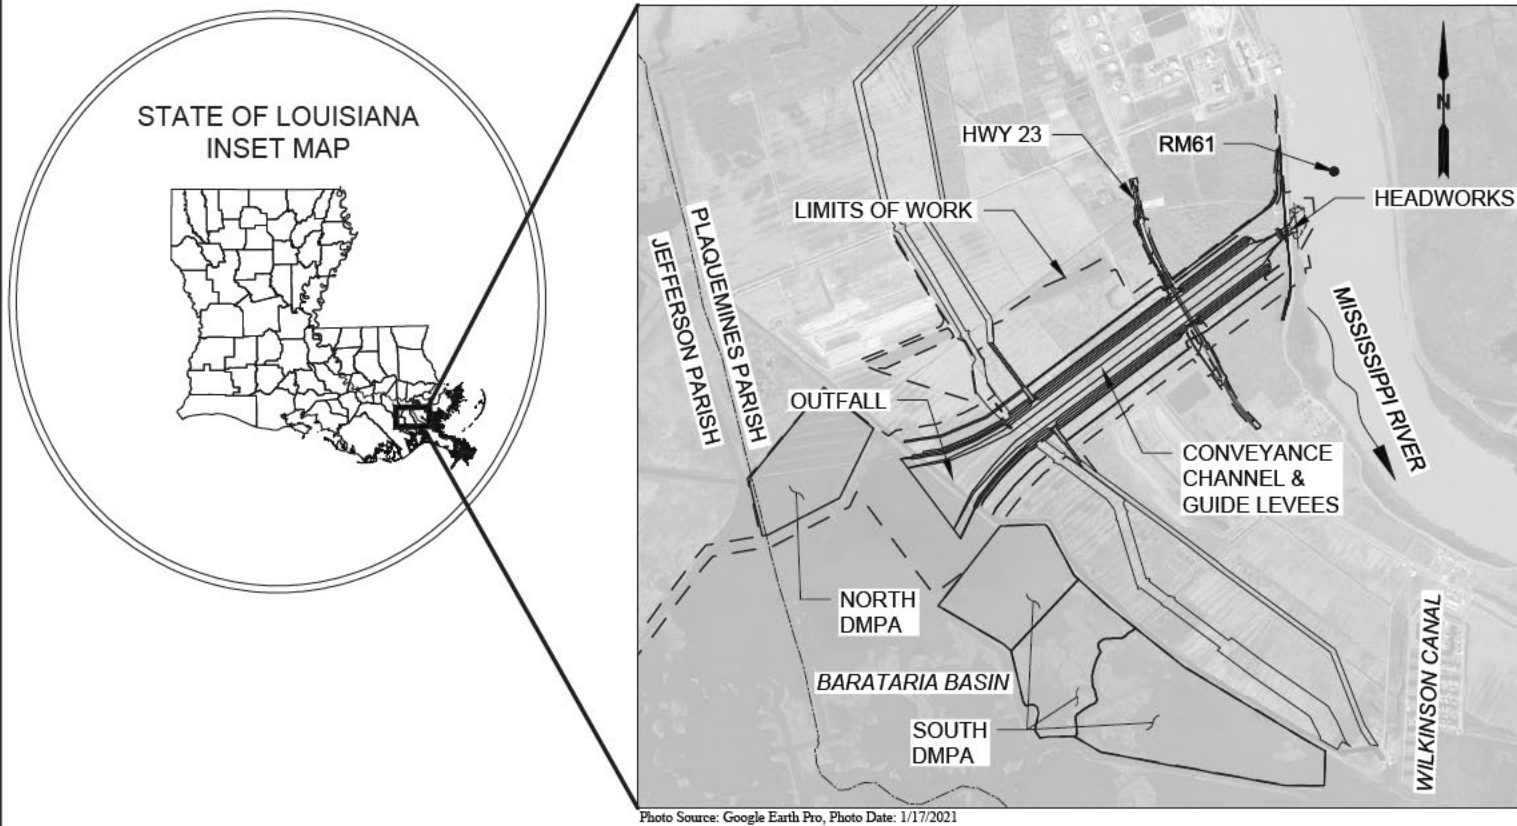 STATE OF LOUISIANA
INSET MAP
N
HWY 23
RM61
HEADWORKS
LIMITS OF WORK
PLAQUEMINES PARISH
JEFFERSON PARISH
MISSISSIPPI RIVER
OUTFALL
CONVEYANCE
CHANNEL &
GUIDE LEVEES
NORTH
DMPA
BARATARIA BASIN
SOUTH
DMPA
WILKINSON CANAL
Photo Source: Google Earth Pro, Photo Date: 1/17/2021